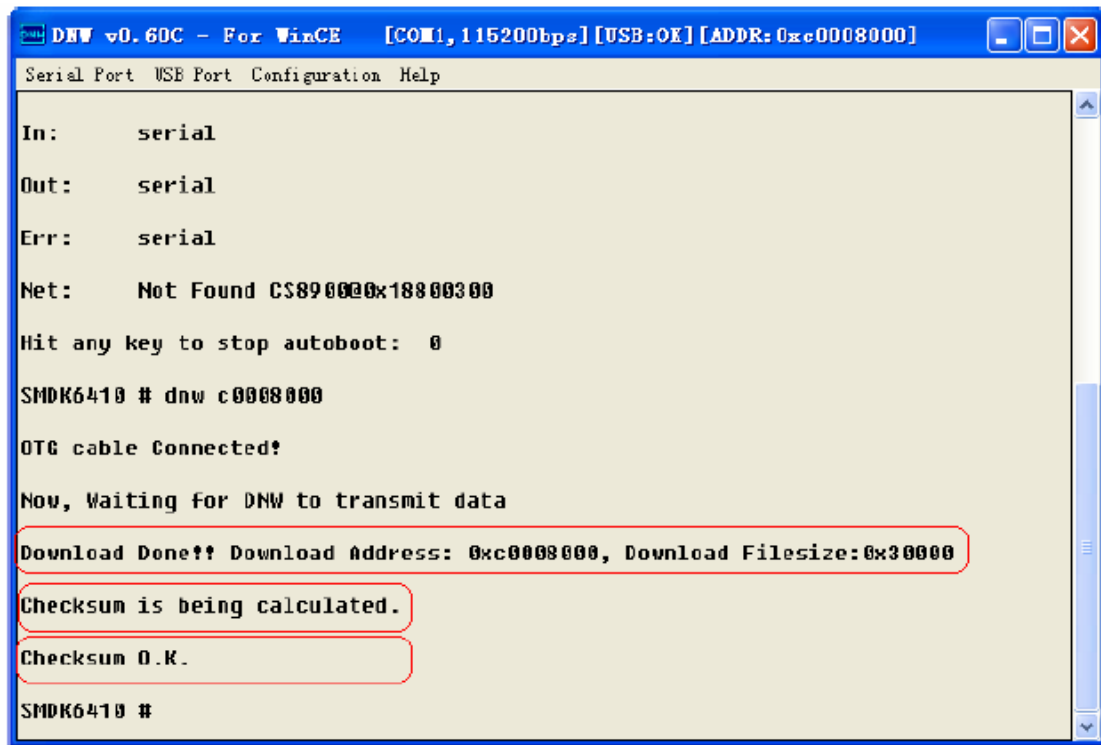 DNW v0.60C - For WinCE [COM1,115200bps][USB:OK][ADDR:0xc0008000]
Serial Port USB Port Configuration Help
In: serial
Out: serial
Err: serial
Net: Not Found CS8900@0x18800300
Hit any key to stop autoboot: 0
SMDK6410 # dnw c0008000
OTG cable Connected!
Now, Waiting for DNW to transmit data
Download Done!! Download Address: 0xc0008000, Download Filesize:0x30000
Checksum is being calculated.
Checksum O.K.
SMDK6410 #